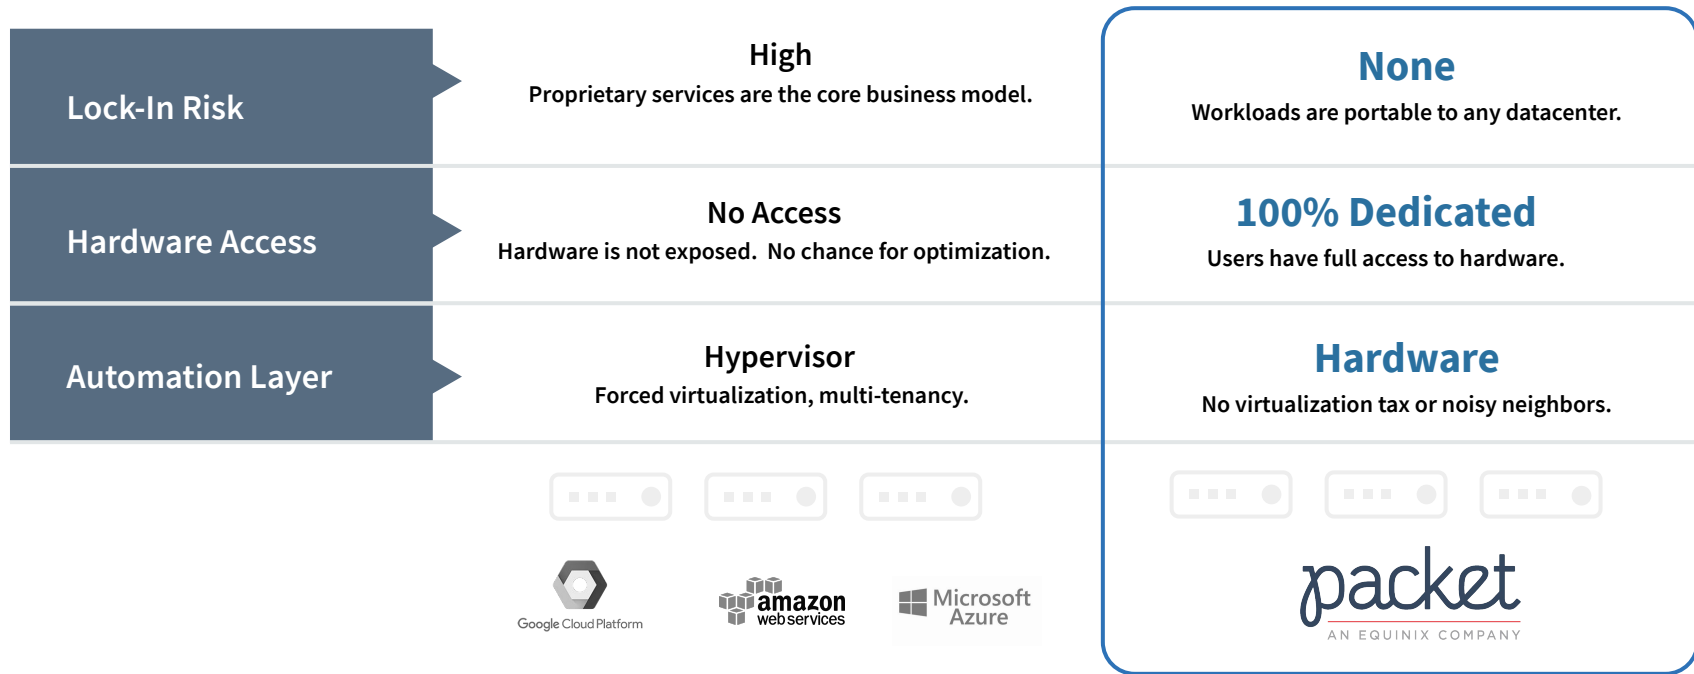 Lock-In Risk
High
Proprietary services are the core business model.
None
Workloads are portable to any datacenter.
Hardware Access
No Access
Hardware is not exposed.  No chance for optimization.
100% Dedicated
Users have full access to hardware.
Automation Layer
Hypervisor
Forced virtualization, multi-tenancy.
Hardware
No virtualization tax or noisy neighbors.
Google Cloud Platform
amazon
webservices
Microsoft
Azure
packet
AN EQUINIX COMPANY